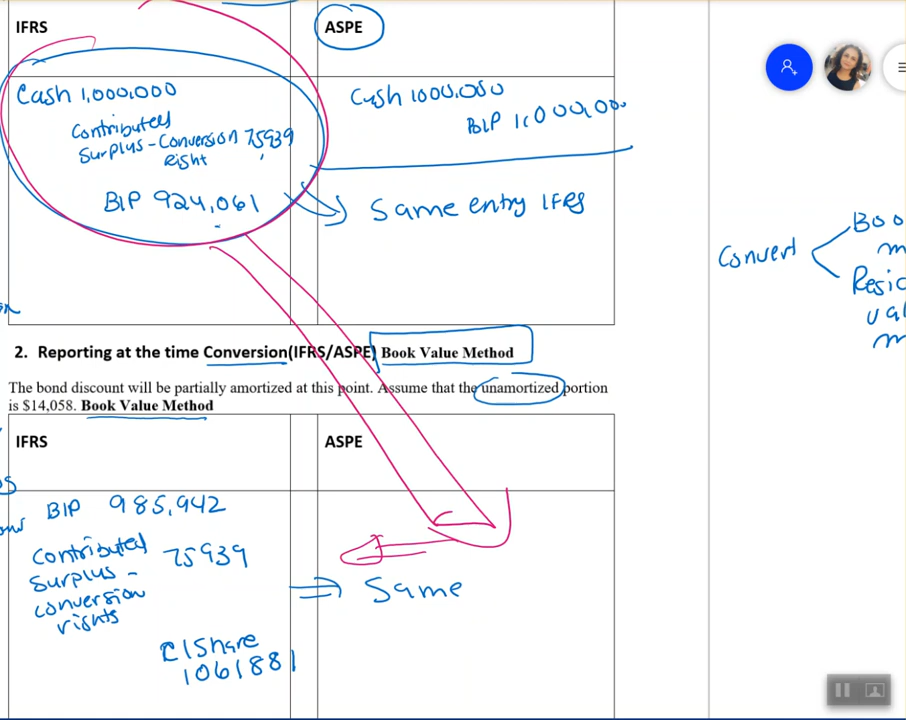 IFRS
ASPE
Cash 1,000,000
Contributed
Surplus - Conversion 75939
Right
BIP 924,061
Cash 1000,000
BIP 1,000,000
Same entry IFRS
Convert
Boo
m
Resid
val
m
2. Reporting at the time Conversion(IFRS/ASPE) Book Value Method
The bond discount will be partially amortized at this point. Assume that the unamortized portion
is $14,058. Book Value Method
IFRS
ASPE
BIP 985,942
Contributed
Surplus -
conversion
rights
75939
C/Share
1061881
Same